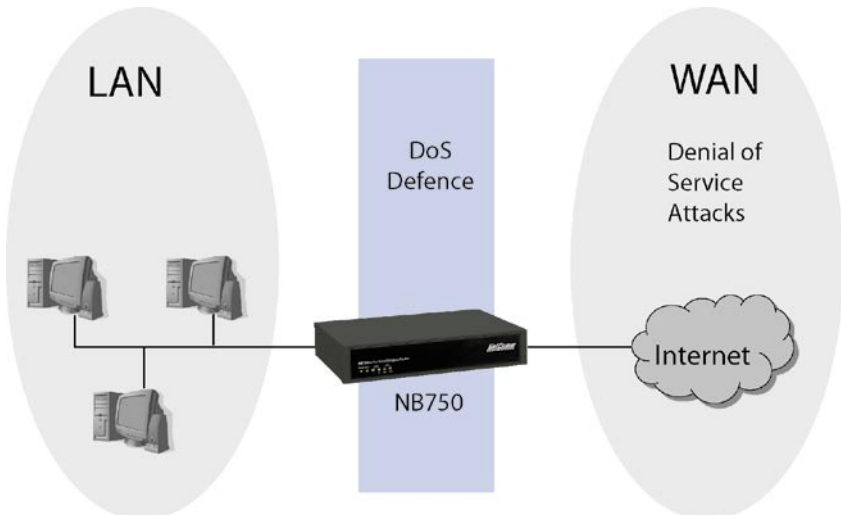 LAN
WAN
DoS
Defence
Denial of
Service
Attacks
Internet
NB750